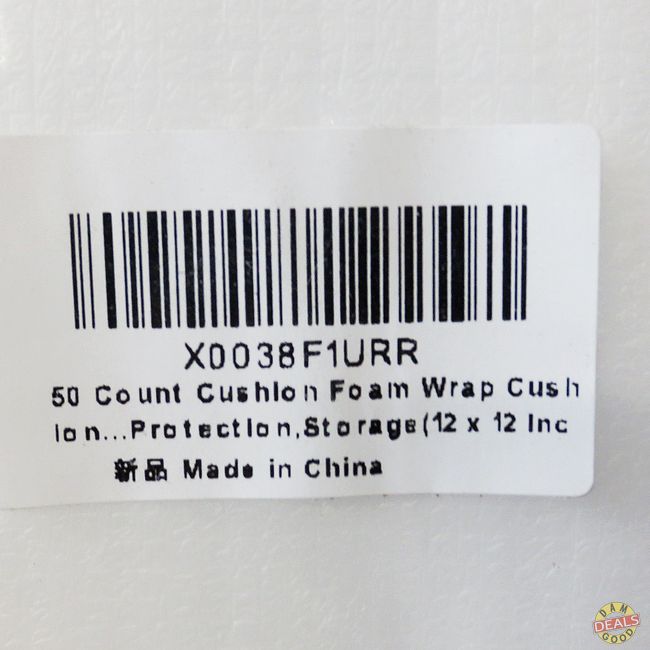 X0038F1URR
50 Count Cushion Foam Wrap Cush
ion...Protection,Storage(12 x 12 Inc
新品 Made in China
DAM
DEALS
GOOD